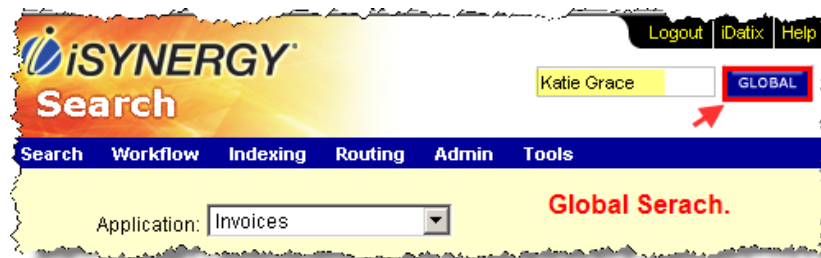 Logout iDatix Help
iSYNERGY
Katie Grace GLOBAL
Search
Search Workflow Indexing Routing Admin Tools
Global Serach.
Application: Invoices